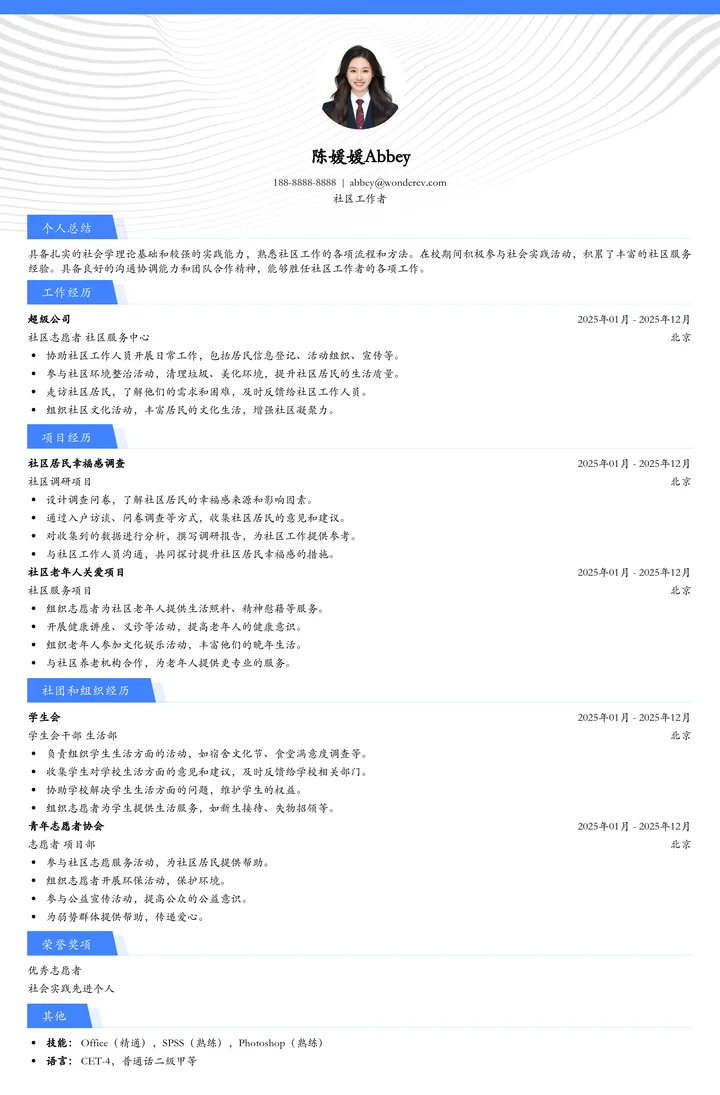 陈媛媛Abbey
188-8888-8888 | abbey@wondercv.com
社区工作者
个人总结
具备扎实的社会学理论基础和较强的实践能力，熟悉社区工作的各项流程和方法。在校期间积极参与社会实践活动，积累了丰富的社区服务
经验。具备良好的沟通协调能力和团队合作精神，能够胜任社区工作者的各项工作。
工作经历
超级公司 2025年01月 - 2025年12月
社区志愿者 社区服务中心 北京
• 协助社区工作人员开展日常工作，包括居民信息登记、活动组织、宣传等。
• 参与社区环境整治活动，清理垃圾、美化环境，提升社区居民的生活质量。
• 走访社区居民，了解他们的需求和困难，及时反馈给社区工作人员。
• 组织社区文化活动，丰富居民的文化生活，增强社区凝聚力。
项目经历
社区居民幸福感调查 2025年01月 - 2025年12月
社区调研项目 北京
• 设计调查问卷，了解社区居民的幸福感来源和影响因素。
• 通过入户访谈、问卷调查等方式，收集社区居民的意见和建议。
• 对收集到的数据进行分析，撰写调研报告，为社区工作提供参考。
• 与社区工作人员沟通，共同探讨提升社区居民幸福感的措施。
社区老年人关爱项目 2025年01月 - 2025年12月
社区服务项目 北京
• 组织志愿者为社区老年人提供生活照料、精神慰藉等服务。
• 开展健康讲座、义诊等活动，提高老年人的健康意识。
• 组织老年人参加文化娱乐活动，丰富他们的晚年生活。
• 与社区养老机构合作，为老年人提供更专业的服务。
社团和组织经历
学生会 2025年01月 - 2025年12月
学生会干部 生活部 北京
• 负责组织学生生活方面的活动，如宿舍文化节、食堂满意度调查等。
• 收集学生对学校生活方面的意见和建议，及时反馈给学校相关部门。
• 协助学校解决学生生活方面的问题，维护学生的权益。
• 组织志愿者为学生提供生活服务，如新生接待、失物招领等。
青年志愿者协会 2025年01月 - 2025年12月
志愿者 项目部 北京
• 参与社区志愿服务活动，为社区居民提供帮助。
• 组织志愿者开展环保活动，保护环境。
• 参与公益宣传活动，提高公众的公益意识。
• 为弱势群体提供帮助，传递爱心。
荣誉奖项
优秀志愿者
社会实践先进个人
其他
• 技能： Office（精通）, SPSS（熟练）, Photoshop（熟练）
• 语言： CET-4，普通话二级甲等